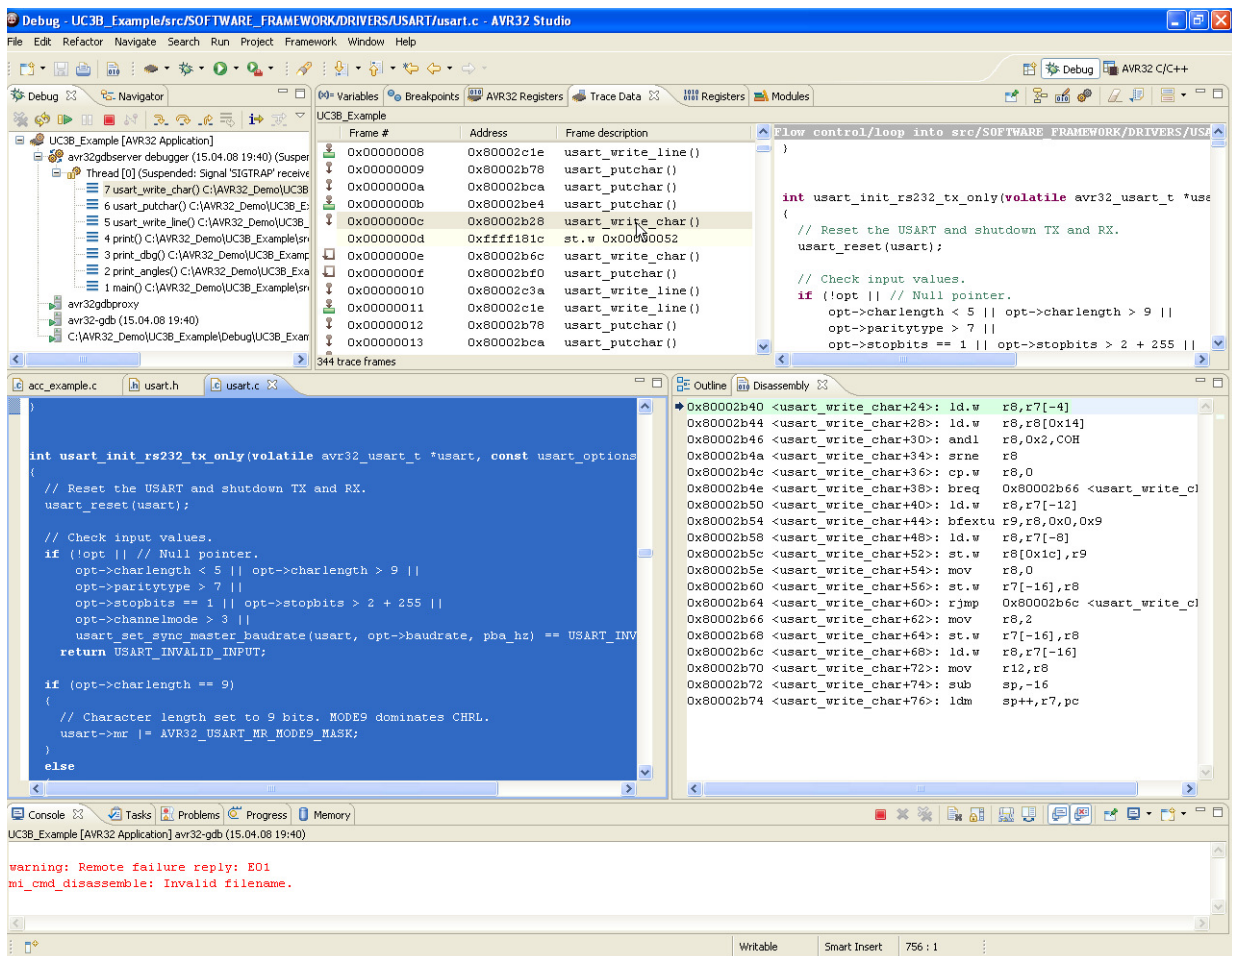 Debug - UC3B_Example/src/SOFTWARE_FRAMEWORK/DRIVERS/USART/usart.c - AVR32 Studio
File Edit Refactor Navigate Search Run Project Framework Window Help
Debug AVR32 C/C++
Debug Navigator
UC3B_Example [AVR32 Application]
avr32gdbserver debugger (15.04.08 19:40) (Susper
Thread [0] (Suspended: Signal 'SIGTRAP' receive
7 usart_write_char() C:\AVR32_Demo\UC3B
6 usart_putchar() C:\AVR32_Demo\UC3B_E:
5 usart_write_line() C:\AVR32_Demo\UC3B_
4 print() C:\AVR32_Demo\UC3B_Example\sr
3 print_dbg() C:\AVR32_Demo\UC3B_Examp
2 print_angles() C:\AVR32_Demo\UC3B_Exa
1 main() C:\AVR32_Demo\UC3B_Example\sr
avr32gdbproxy
avr32-gdb (15.04.08 19:40)
C:\AVR32_Demo\UC3B_Example\Debug\UC3B_Exam
(x)= Variables Breakpoints AVR32 Registers Trace Data Registers Modules
UC3B_Example
Frame # Address Frame description
0x00000008 0x80002c1e usart_write_line()
0x00000009 0x80002b78 usart_putchar()
0x0000000a 0x80002bca usart_putchar()
0x0000000b 0x80002be4 usart_putchar()
0x0000000c 0x80002b28 usart_write_char()
0x0000000d 0xffff181c st.w 0x00000052
0x0000000e 0x80002b6c usart_write_char()
0x0000000f 0x80002bf0 usart_putchar()
0x00000010 0x80002c3a usart_write_line()
0x00000011 0x80002c1e usart_write_line()
0x00000012 0x80002b78 usart_putchar()
0x00000013 0x80002bca usart_putchar()
344 trace frames
Flow control/loop into src/SOFTWARE_FRAMEWORK/DRIVERS/USA
}
int usart_init_rs232_tx_only(volatile avr32_usart_t *usa
{
// Reset the USART and shutdown TX and RX.
usart_reset(usart);
// Check input values.
if (!opt || // Null pointer.
opt->charlength < 5 || opt->charlength > 9 ||
opt->paritytype > 7 ||
opt->stopbits == 1 || opt->stopbits > 2 + 255 ||
acc_example.c usart.h usart.c
}
int usart_init_rs232_tx_only(volatile avr32_usart_t *usart, const usart_options
{
// Reset the USART and shutdown TX and RX.
usart_reset(usart);
// Check input values.
if (!opt || // Null pointer.
opt->charlength < 5 || opt->charlength > 9 ||
opt->paritytype > 7 ||
opt->stopbits == 1 || opt->stopbits > 2 + 255 ||
opt->channelmode > 3 ||
usart_set_sync_master_baudrate(usart, opt->baudrate, pba_hz) == USART_INV
return USART_INVALID_INPUT;
if (opt->charlength == 9)
{
// Character length set to 9 bits. MODE9 dominates CHRL.
usart->mr |= AVR32_USART_MR_MODE9_MASK;
}
else
Outline Disassembly
0x80002b40 <usart_write_char+24>: ld.w r8,r7[-4]
0x80002b44 <usart_write_char+28>: ld.w r8,r8[0x14]
0x80002b46 <usart_write_char+30>: andl r8,0x2,COH
0x80002b4a <usart_write_char+34>: srne r8
0x80002b4c <usart_write_char+36>: cp.w r8,0
0x80002b4e <usart_write_char+38>: breq 0x80002b66 <usart_write_cl
0x80002b50 <usart_write_char+40>: ld.w r8,r7[-12]
0x80002b54 <usart_write_char+44>: bfextu r9,r8,0x0,0x9
0x80002b58 <usart_write_char+48>: ld.w r8,r7[-8]
0x80002b5c <usart_write_char+52>: st.w r8[0x1c],r9
0x80002b5e <usart_write_char+54>: mov r8,0
0x80002b60 <usart_write_char+56>: st.w r7[-16],r8
0x80002b64 <usart_write_char+60>: rjmp 0x80002b6c <usart_write_cl
0x80002b66 <usart_write_char+62>: mov r8,2
0x80002b68 <usart_write_char+64>: st.w r7[-16],r8
0x80002b6c <usart_write_char+68>: ld.w r8,r7[-16]
0x80002b70 <usart_write_char+72>: mov r12,r8
0x80002b72 <usart_write_char+74>: sub sp,-16
0x80002b74 <usart_write_char+76>: ldm sp++,r7,pc
Console Tasks Problems Progress Memory
UC3B_Example [AVR32 Application] avr32-gdb (15.04.08 19:40)
warning: Remote failure reply: E01
mi_cmd_disassemble: Invalid filename.
Writable Smart Insert 756 : 1